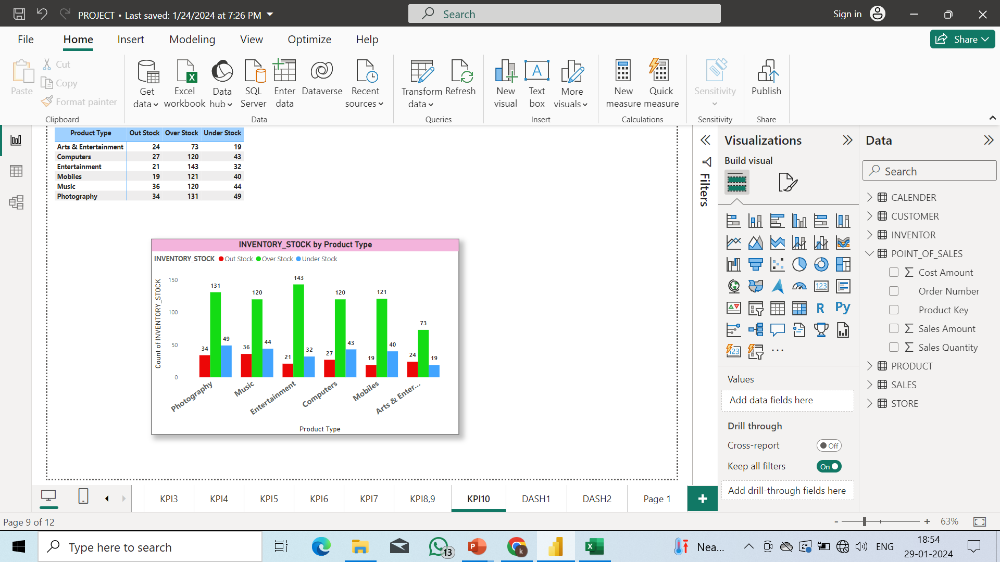 PROJECT • Last saved: 1/24/2024 at 7:26 PM
Search
Sign in
File Home Insert Modeling View Optimize Help
Share
Paste
Cut
Copy
Format painter
Clipboard
Get data
Excel workbook
Data hub
SQL Server
Enter data
Dataverse
Recent sources
Data
Transform data
Refresh
Queries
New visual
A
Text box
More visuals
Insert
New measure
Quick measure
Calculations
Sensitivity
Sensitivity
Publish
Share
Product Type Out Stock Over Stock Under Stock
Arts & Entertainment 24 73 19
Computers 27 120 43
Entertainment 21 143 32
Mobiles 19 121 40
Music 36 120 44
Photography 34 131 49
INVENTORY_STOCK by Product Type
INVENTORY_STOCK Out Stock Over Stock Under Stock
Count of INVENTORY_STOCK
150
100
50
0
34 131 49
36 120 44
21 143 32
27 120 43
19 121 40
24 73 19
Photography
Music
Entertainment
Computers
Mobiles
Arts & Enter...
Product Type
Filters
Visualizations
Build visual
123
R
Py
123
...
Values
Add data fields here
Drill through
Cross-report Off
Keep all filters On
Add drill-through fields here
Data
Search
CALENDER
CUSTOMER
INVENTOR
POINT_OF_SALES
Σ Cost Amount
Order Number
Product Key
Σ Sales Amount
Σ Sales Quantity
PRODUCT
SALES
STORE
KPI3 KPI4 KPI5 KPI6 KPI7 KPI8,9 KPI10 DASH1 DASH2 Page 1 +
Page 9 of 12
- + 63%
Type here to search
13
P
k
X
Nea...
ENG
18:54
29-01-2024